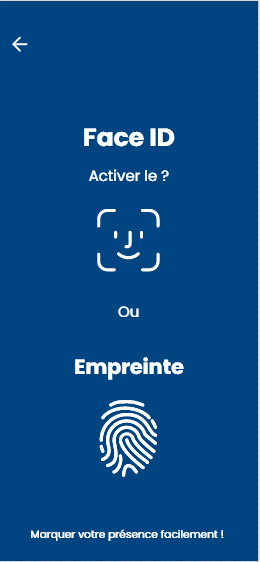 Face ID
Activer le ?
Ou
Empreinte
Marquer votre présence facilement !